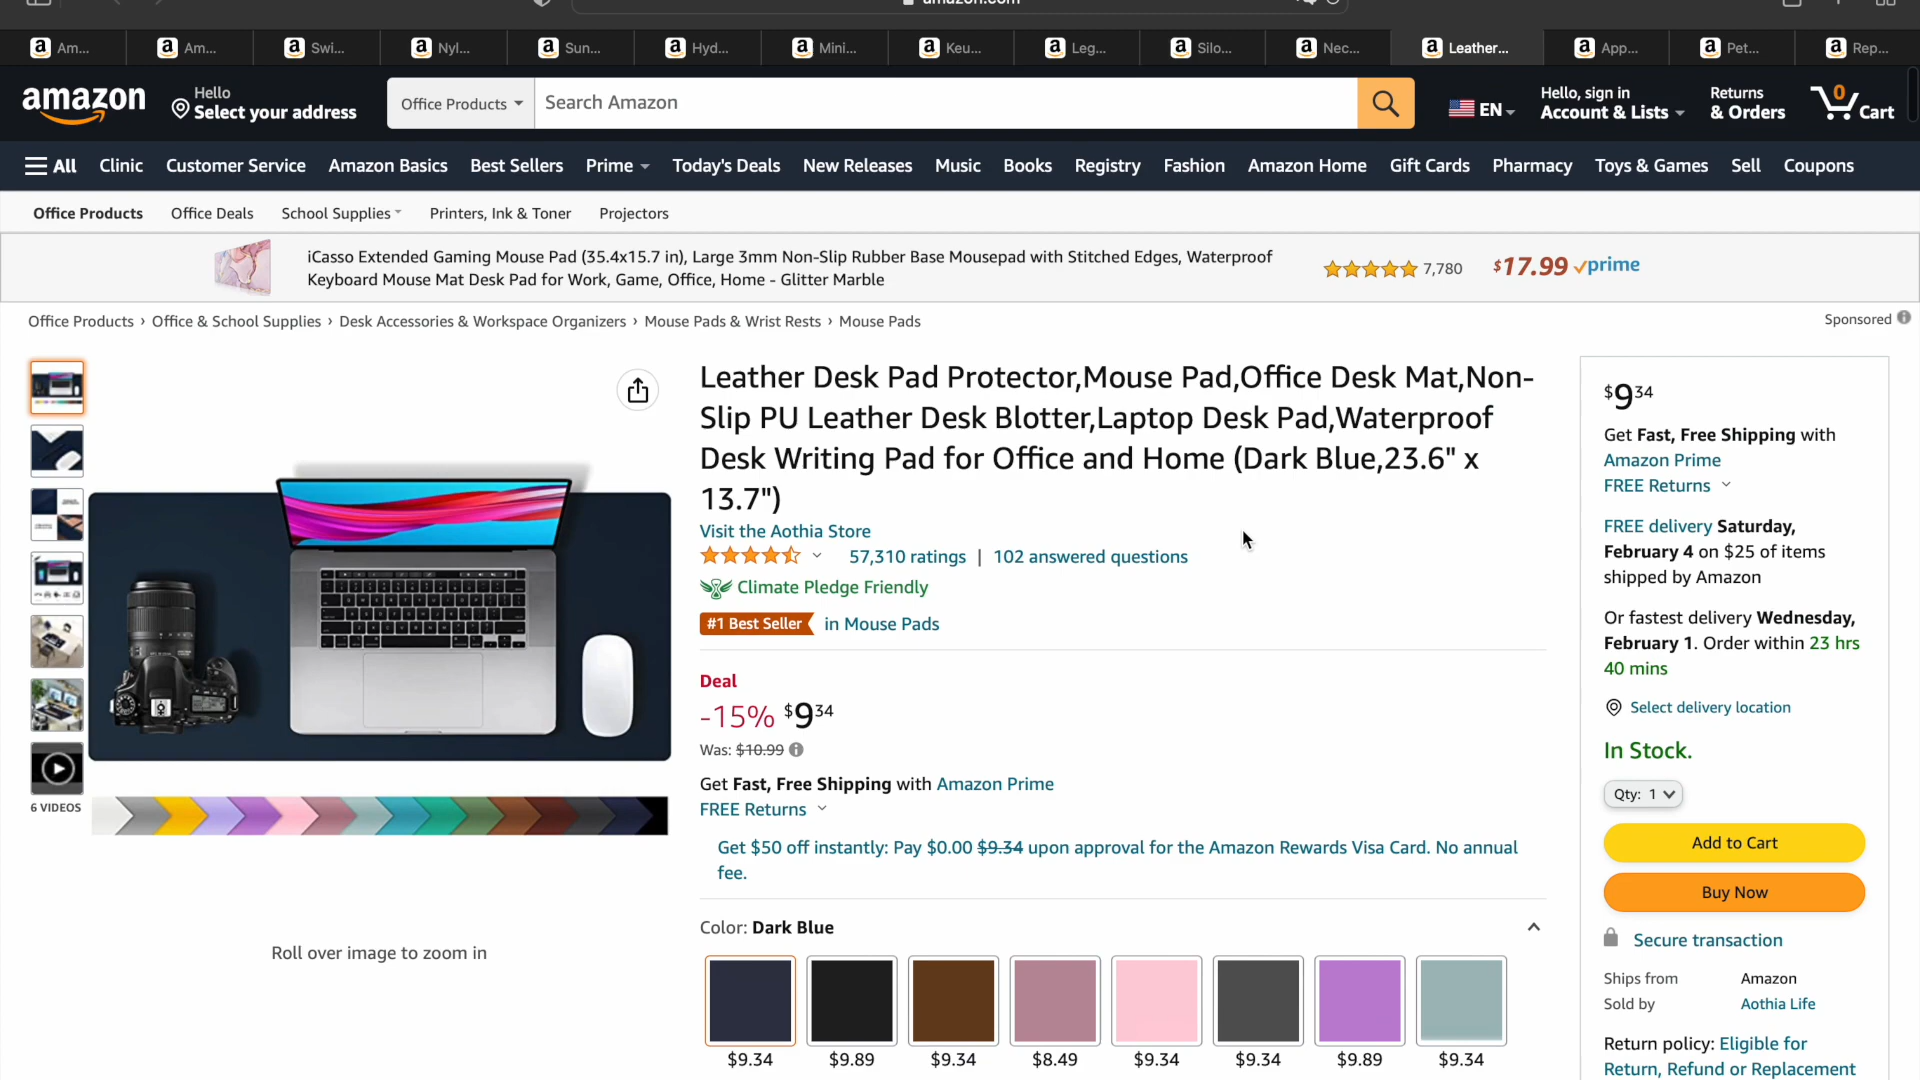 Am...
Am...
Swi...
Nyl...
Sun...
Hyd...
Mini...
Keu...
Leg...
Silo...
Nec...
Leather...
App...
Pet...
Rep...
amazon
Hello
Select your address
Office Products
Search Amazon
EN
Hello, sign in
Account & Lists
Returns
& Orders
0
Cart
All Clinic Customer Service Amazon Basics Best Sellers Prime Today's Deals New Releases Music Books Registry Fashion Amazon Home Gift Cards Pharmacy Toys & Games Sell Coupons
Office Products Office Deals School Supplies Printers, Ink & Toner Projectors
iCasso Extended Gaming Mouse Pad (35.4x15.7 in), Large 3mm Non-Slip Rubber Base Mousepad with Stitched Edges, Waterproof
Keyboard Mouse Mat Desk Pad for Work, Game, Office, Home - Glitter Marble
7,780
$17.99 prime
Office Products › Office & School Supplies › Desk Accessories & Workspace Organizers › Mouse Pads & Wrist Rests › Mouse Pads
Sponsored
6 VIDEOS
Roll over image to zoom in
Leather Desk Pad Protector,Mouse Pad,Office Desk Mat,Non-
Slip PU Leather Desk Blotter,Laptop Desk Pad,Waterproof
Desk Writing Pad for Office and Home (Dark Blue,23.6" x
13.7")
Visit the Aothia Store
57,310 ratings | 102 answered questions
Climate Pledge Friendly
#1 Best Seller in Mouse Pads
Deal
-15% $9 34
Was: $10.99
Get Fast, Free Shipping with Amazon Prime
FREE Returns
Get $50 off instantly: Pay $0.00 $9.34 upon approval for the Amazon Rewards Visa Card. No annual
fee.
Color: Dark Blue
$9.34 $9.89 $9.34 $8.49 $9.34 $9.34 $9.89 $9.34
$9 34
Get Fast, Free Shipping with
Amazon Prime
FREE Returns
FREE delivery Saturday,
February 4 on $25 of items
shipped by Amazon
Or fastest delivery Wednesday,
February 1. Order within 23 hrs
40 mins
Select delivery location
In Stock.
Qty: 1
Add to Cart
Buy Now
Secure transaction
Ships from Amazon
Sold by Aothia Life
Return policy: Eligible for
Return, Refund or Replacement